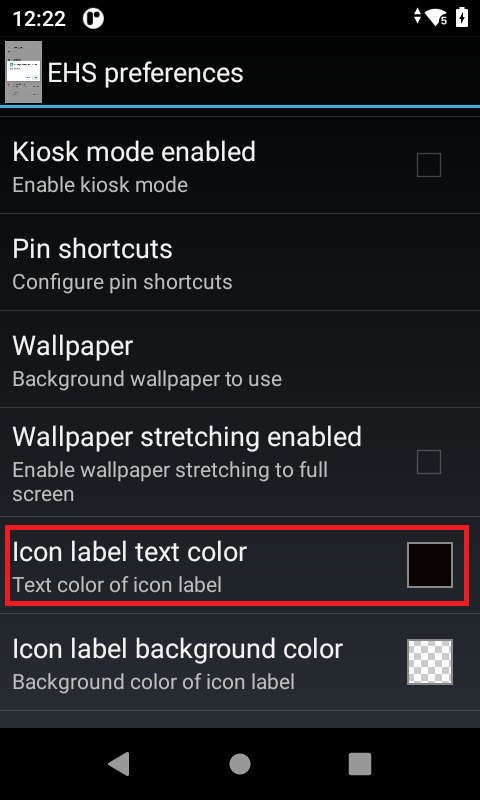 12:22
5
EHS preferences
Kiosk mode enabled
Enable kiosk mode
Pin shortcuts
Configure pin shortcuts
Wallpaper
Background wallpaper to use
Wallpaper stretching enabled
Enable wallpaper stretching to full
screen
Icon label text color
Text color of icon label
Icon label background color
Background color of icon label